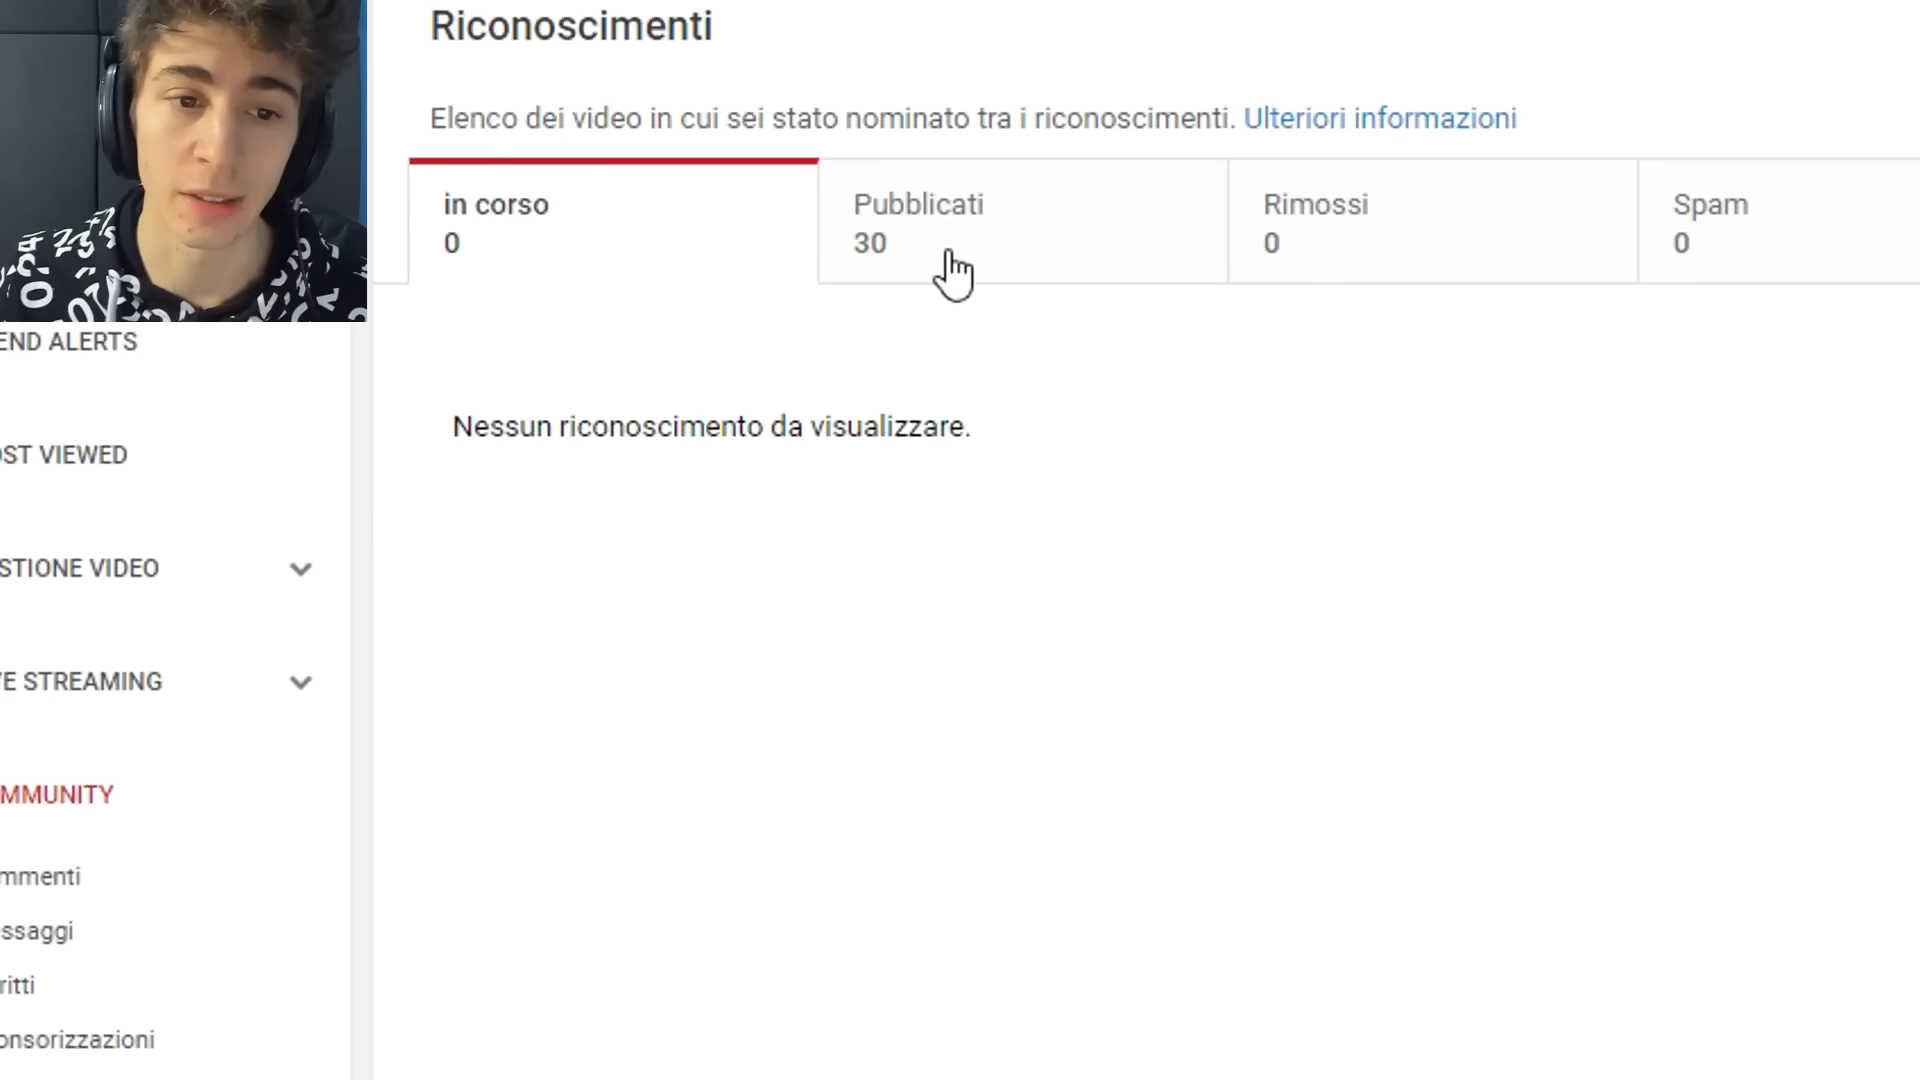 Riconoscimenti
Elenco dei video in cui sei stato nominato tra i riconoscimenti. Ulteriori informazioni
in corso
0
Pubblicati
30
Rimossi
0
Spam
0
Nessun riconoscimento da visualizzare.
END ALERTS
OST VIEWED
STIONE VIDEO
VE STREAMING
MMUNITY
mmenti
ssaggi
ritti
onsorizzazioni